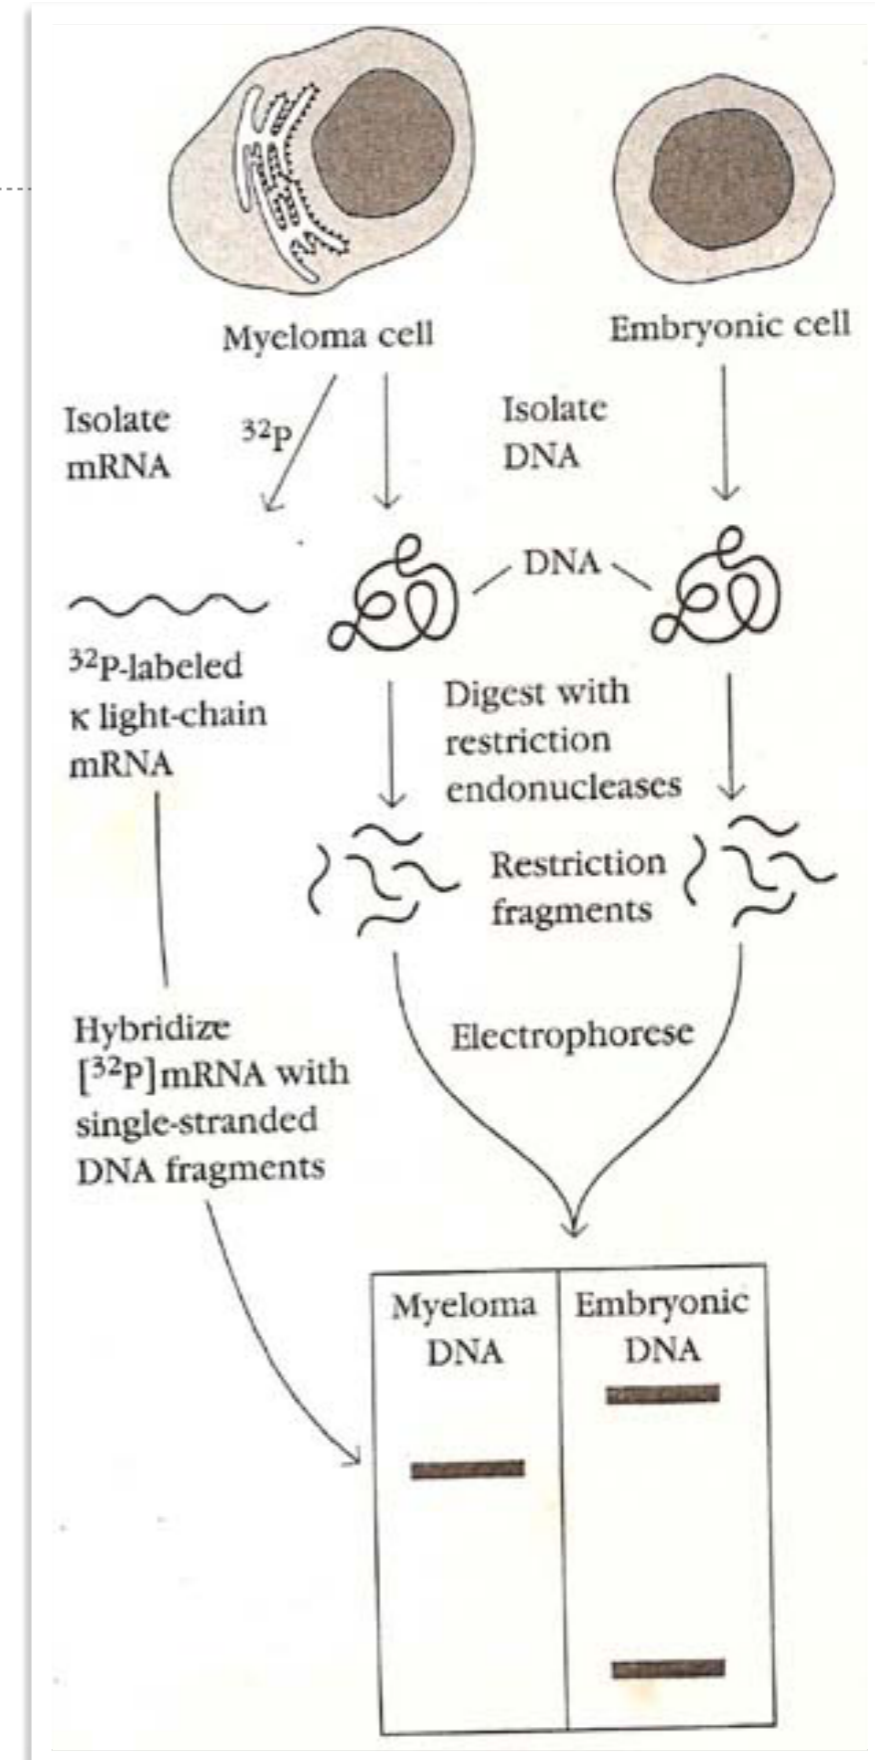 Myeloma cell
Embryonic cell
Isolate
mRNA
³²P
Isolate
DNA
DNA
³²P-labeled
κ light-chain
mRNA
Digest with
restriction
endonucleases
Restriction
fragments
Hybridize
[³²P]mRNA with
single-stranded
DNA fragments
Electrophorese
Myeloma
DNA
Embryonic
DNA